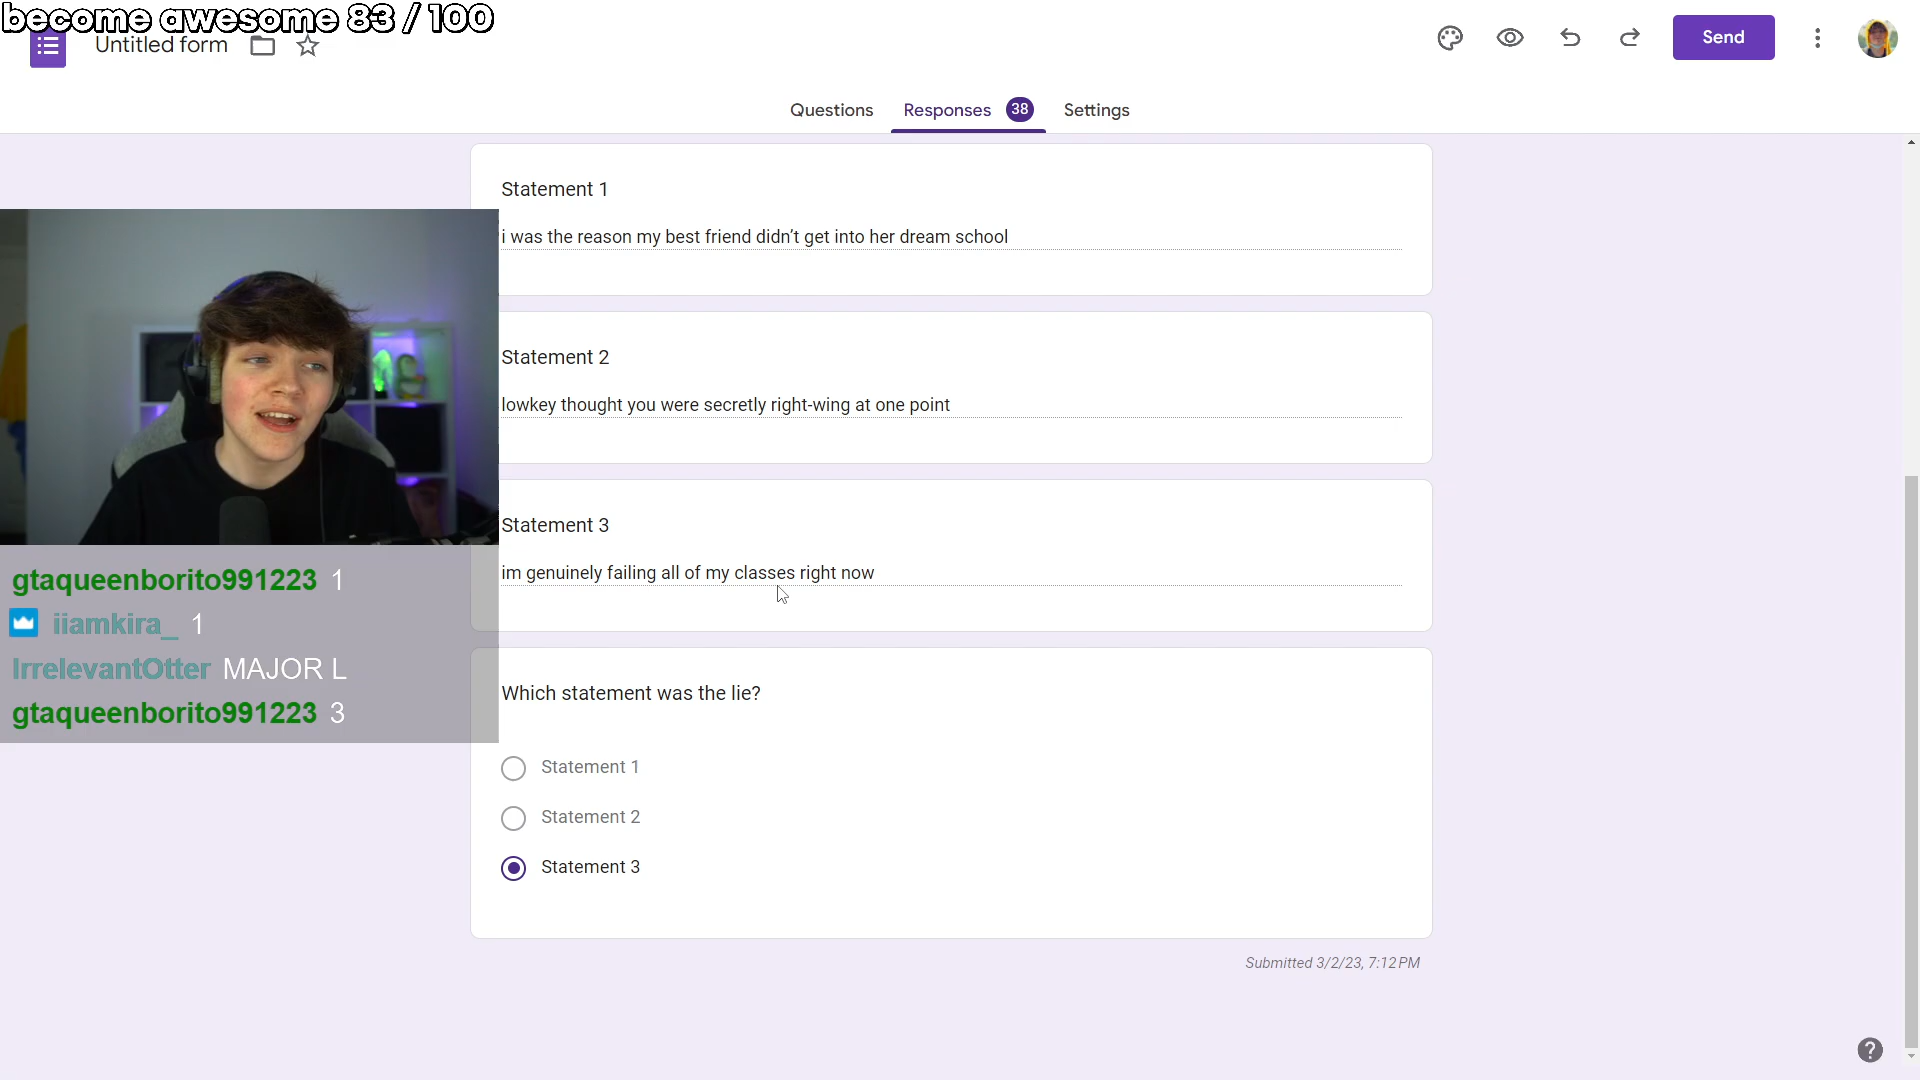 become awesome 83 / 100
Untitled form
Send
Questions
Responses 38
Settings
Statement 1
i was the reason my best friend didn’t get into her dream school
Statement 2
lowkey thought you were secretly right-wing at one point
Statement 3
im genuinely failing all of my classes right now
gtaqueenborito991223 1
iiamkira_ 1
IrrelevantOtter MAJOR L
gtaqueenborito991223 3
Which statement was the lie?
Statement 1
Statement 2
Statement 3
Submitted 3/2/23, 7:12 PM